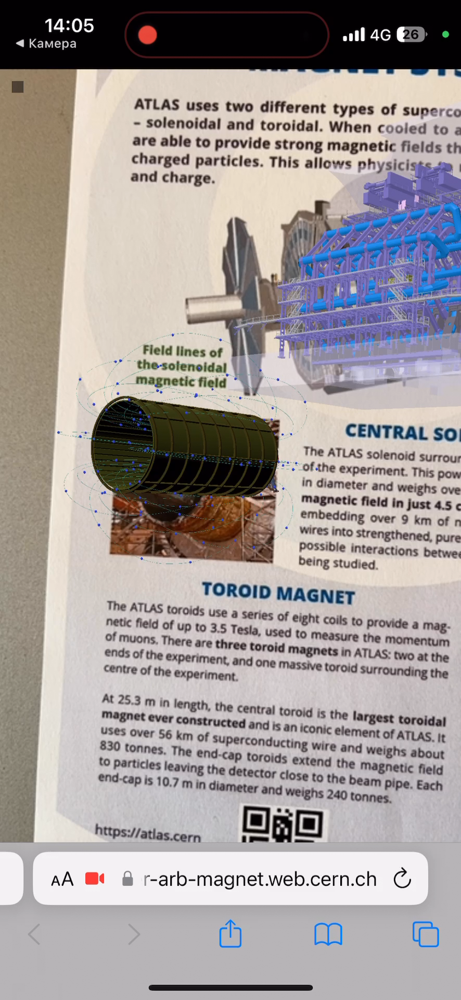 14:05
4G
26
◀ Камера
ATLAS uses two different types of
– solenoidal and toroidal. When cooled to
are able to provide strong magnetic fields
charged particles. This allows physicists
and charge.
Field lines of
the solenoidal
magnetic field
CENTRAL
The ATLAS solenoid
of the experiment. This
in diameter and weighs
magnetic field in just 4.5
embedding over 9 km of
wires into strengthened,
possible interactions
being studied.
TOROID MAGNET
The ATLAS toroids use a series of eight coils to provide a mag-
netic field of up to 3.5 Tesla, used to measure the momentum
of muons. There are three toroid magnets in ATLAS: two at the
ends of the experiment, and one massive toroid surrounding the
centre of the experiment.
At 25.3 m in length, the central toroid is the largest toroidal
magnet ever constructed and is an iconic element of ATLAS. It
uses over 56 km of superconducting wire and weighs about
830 tonnes. The end-cap toroids extend the magnetic field
to particles leaving the detector close to the beam pipe. Each
end-cap is 10.7 m in diameter and weighs 240 tonnes.
https://atlas.cern
AA r-arb-magnet.web.cern.ch